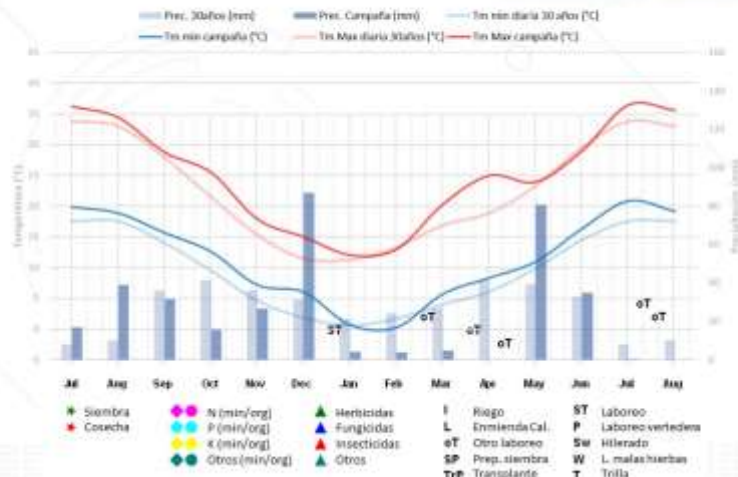 Prec. 30años (mm) Prec. Campaña (mm) Tm min diaria 30 años (°C)
Tm min campaña (°C) Tm Max diaria 30años (°C) Tm Max campaña (°C)
Temperatura (°C)
ST
oT
oT
oT
oT
oT
Jul Aug Sep Oct Nov Dec Jan Feb Mar Apr May Jun Jul Aug
Siembra N (min/org) Herbicidas I Riego ST Laboreo
Cosecha P (min/org) Fungicidas L Enmienda Cal. P Laboreo vertedera
K (min/org) Insecticidas oT Otro laboreo Sw Hilerado
Otros (min/org) Otros SP Prep. siembra W L. malas hierbas
TrP Transplante T Trilla